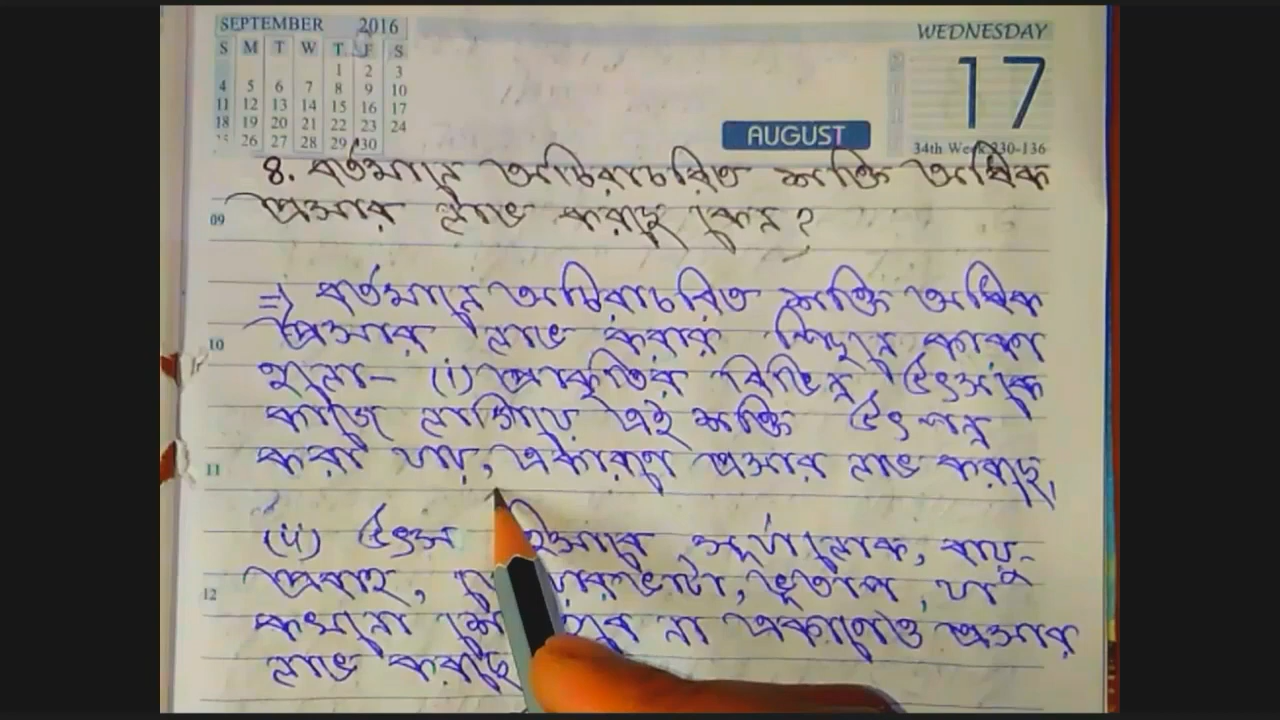 SEPTEMBER 2016
S M T W T F S
1 2 3
4 5 6 7 8 9 10
11 12 13 14 15 16 17
18 19 20 21 22 23 24
26 27 28 29 30
WEDNESDAY
17
AUGUST
34th Week 230-136
৪. বর্তমানে অচিরাচরিত শক্তি অধিক
প্রসার লাভ করছে কেন?
09
⇒ বর্তমানে অচিরাচরিত শক্তি অধিক
প্রসার লাভ করার পিছনে কারণ
10
হলো- (i) প্রকৃতির বিভিন্ন উৎসকে
কাজে লাগিয়ে এই শক্তি উৎপন্ন
করা যায়, একারণে প্রসার লাভ করছে,
11
(ii) উৎস হিসাবে সূর্যালোক, বায়ু-
প্রবাহ, ভাটা, ভূতাপ, যা
12
কখনো না একারণেও প্রসার
লাভ করছে